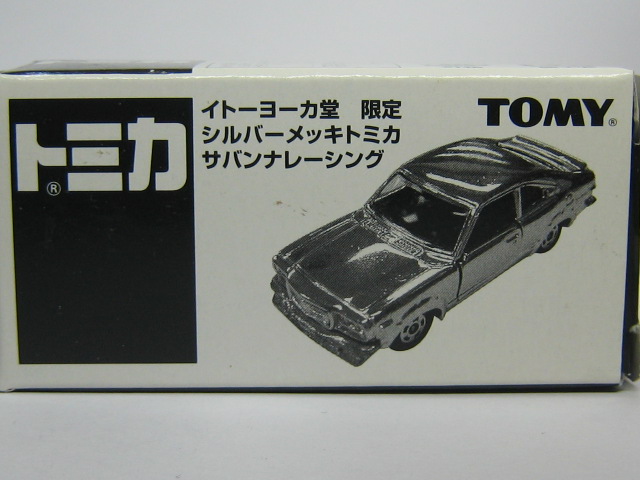 トミカ®
イトーヨーカ堂 限定
シルバーメッキトミカ
サバンナレーシング
TOMY®